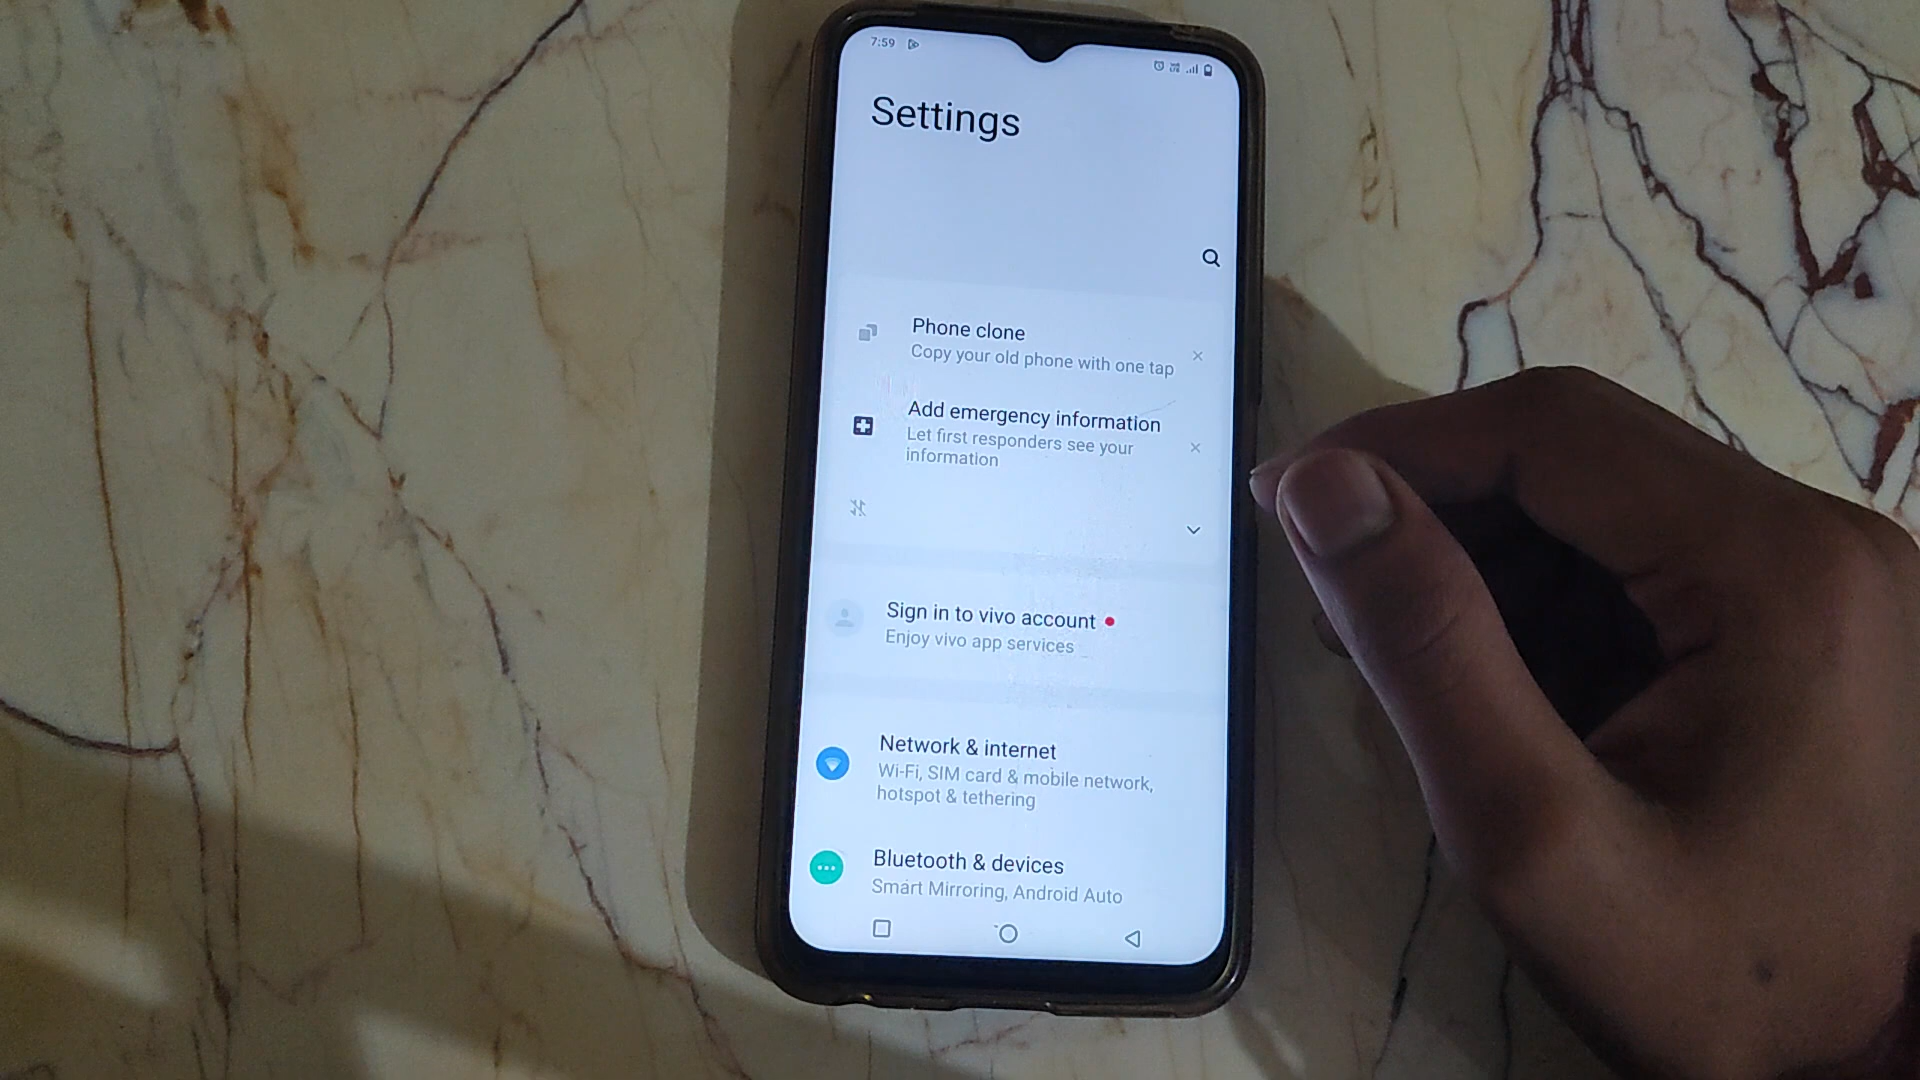 7:59
Settings
Phone clone
Copy your old phone with one tap
Add emergency information
Let first responders see your
information
Sign in to vivo account
Enjoy vivo app services
Network & internet
Wi-Fi, SIM card & mobile network,
hotspot & tethering
Bluetooth & devices
Smart Mirroring, Android Auto